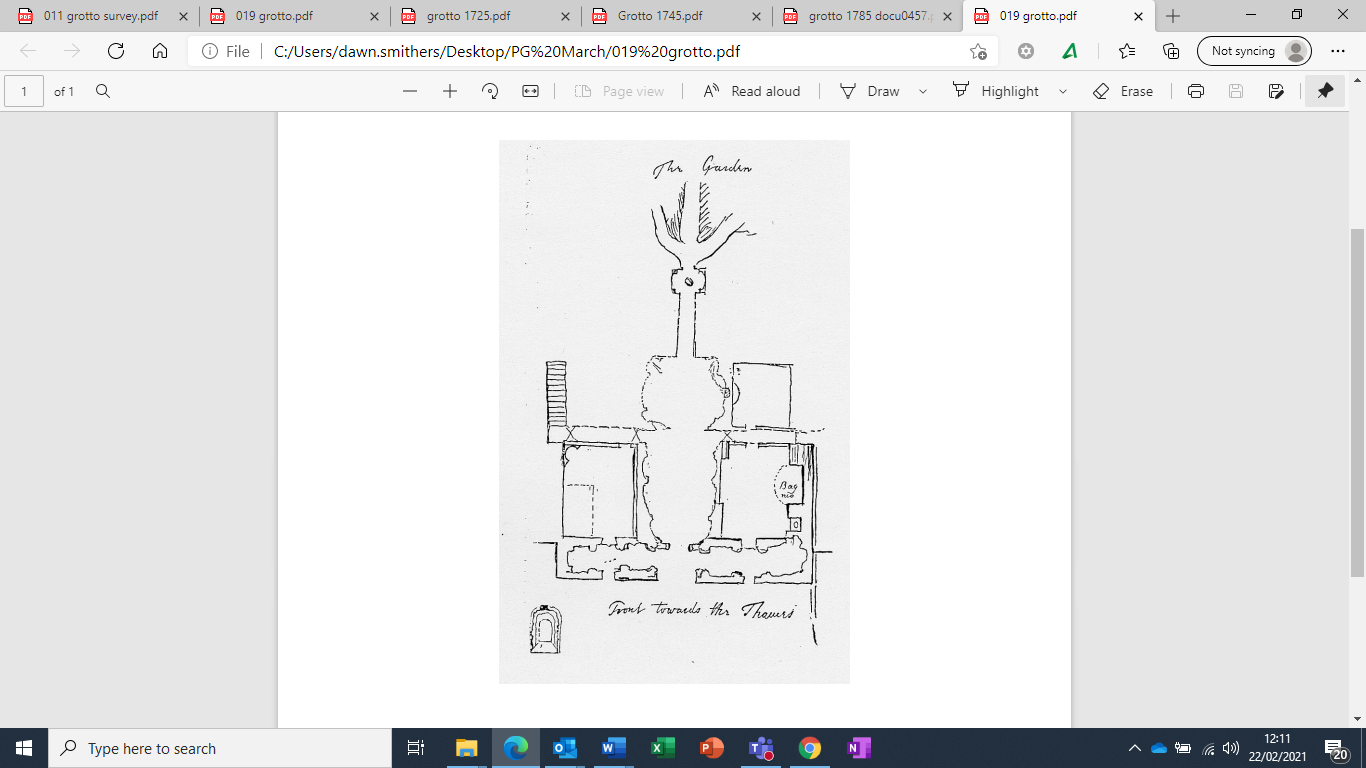 011 grotto survey.pdf
019 grotto.pdf
grotto 1725.pdf
Grotto 1745.pdf
grotto 1785 docu0457.p
019 grotto.pdf
File
C:/Users/dawn.smithers/Desktop/PG%20March/019%20grotto.pdf
Not syncing
1
of 1
Page view
Read aloud
Draw
Highlight
Erase
The Garden
Bag
nio
Front towards the Thames
Type here to search
12:11
22/02/2021
20